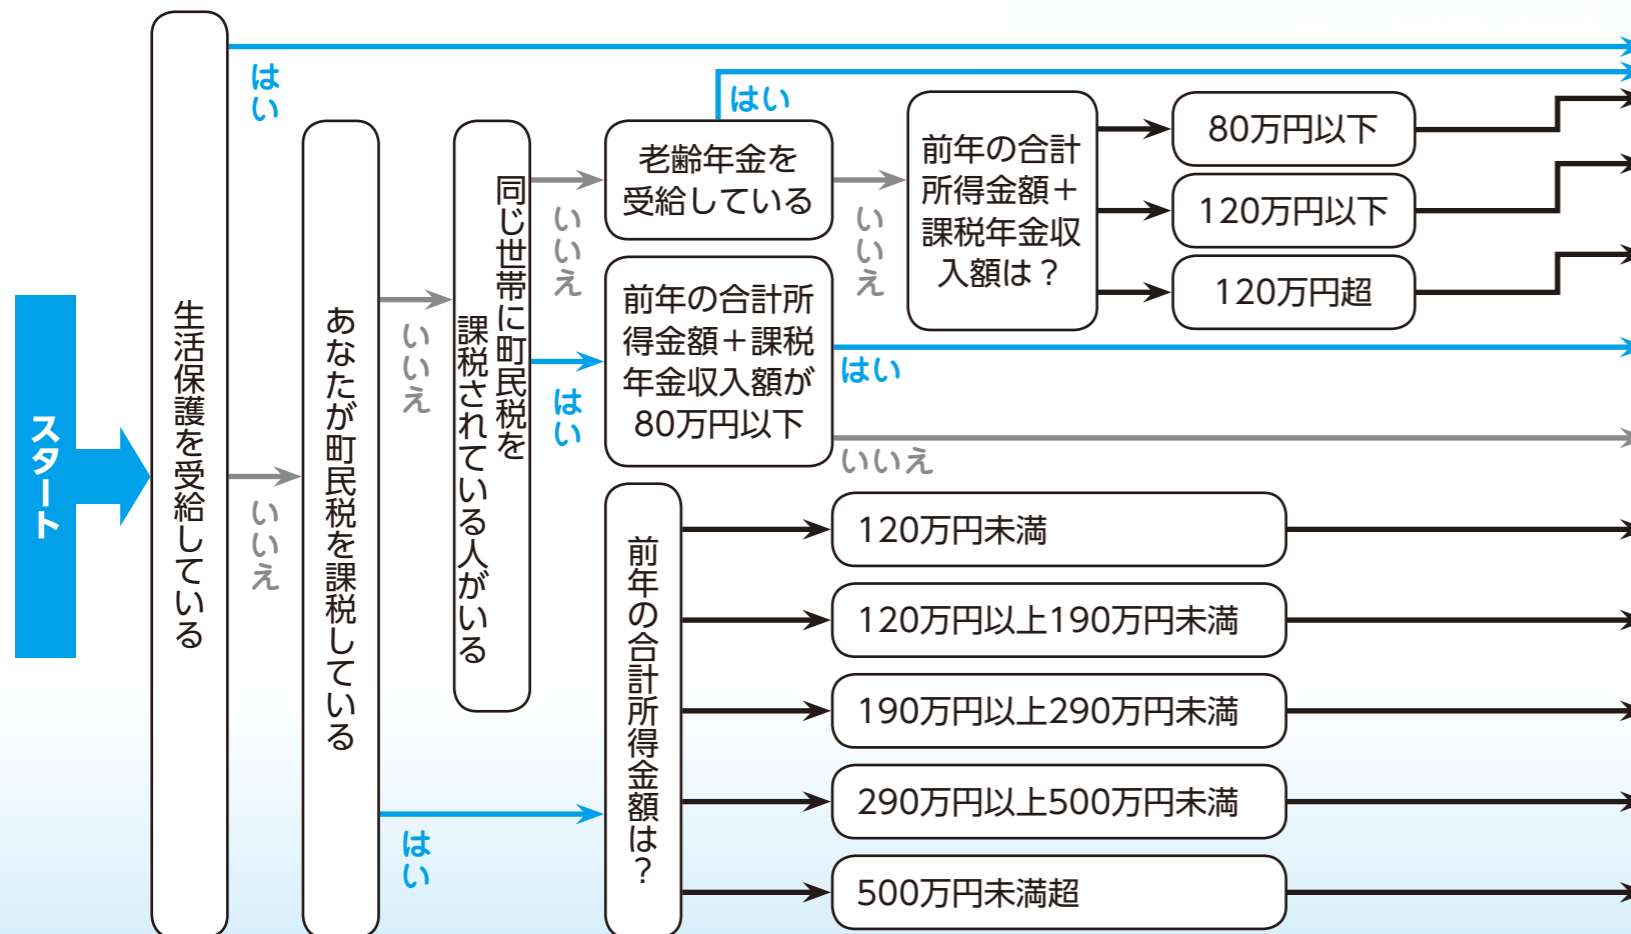 スタート
生活保護を受給している
はい
いいえ
あなたが町民税を課税している
いいえ
はい
同じ世帯に町民税を
課税されている人がいる
いいえ
はい
老齢年金を
受給している
はい
いいえ
前年の合計
所得金額＋
課税年金収
入額は？
80万円以下
120万円以下
120万円超
前年の合計所
得金額＋課税
年金収入額が
80万円以下
はい
いいえ
前年の合計所得金額は？
120万円未満
120万円以上190万円未満
190万円以上290万円未満
290万円以上500万円未満
500万円未満超